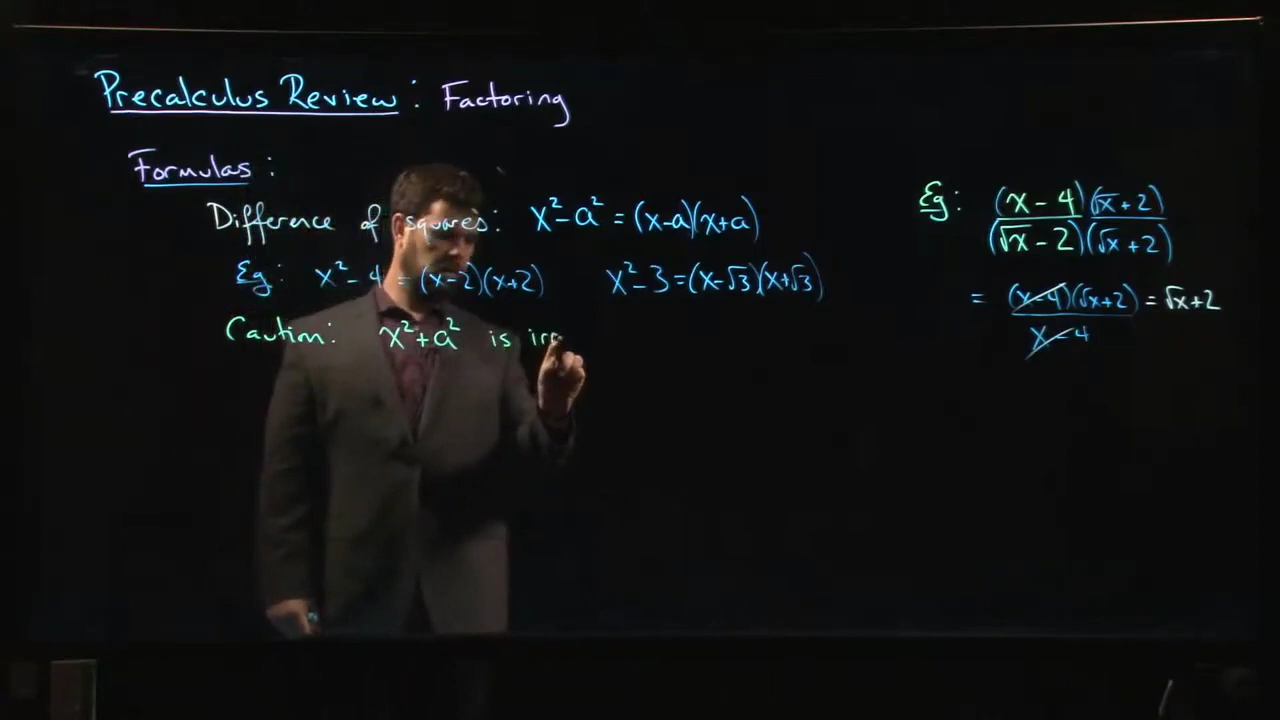 Precalculus Review: Factoring
Formulas:
Difference of squares: x²-a² = (x-a)(x+a)
Eg: x²-4 = (x-2)(x+2) x²-3=(x-√3)(x+√3)
Caution: x²+a² is irr
Eg: (x-4)(√x+2)
(√x-2)(√x+2)
= (x-4)(√x+2) = √x+2
x-4